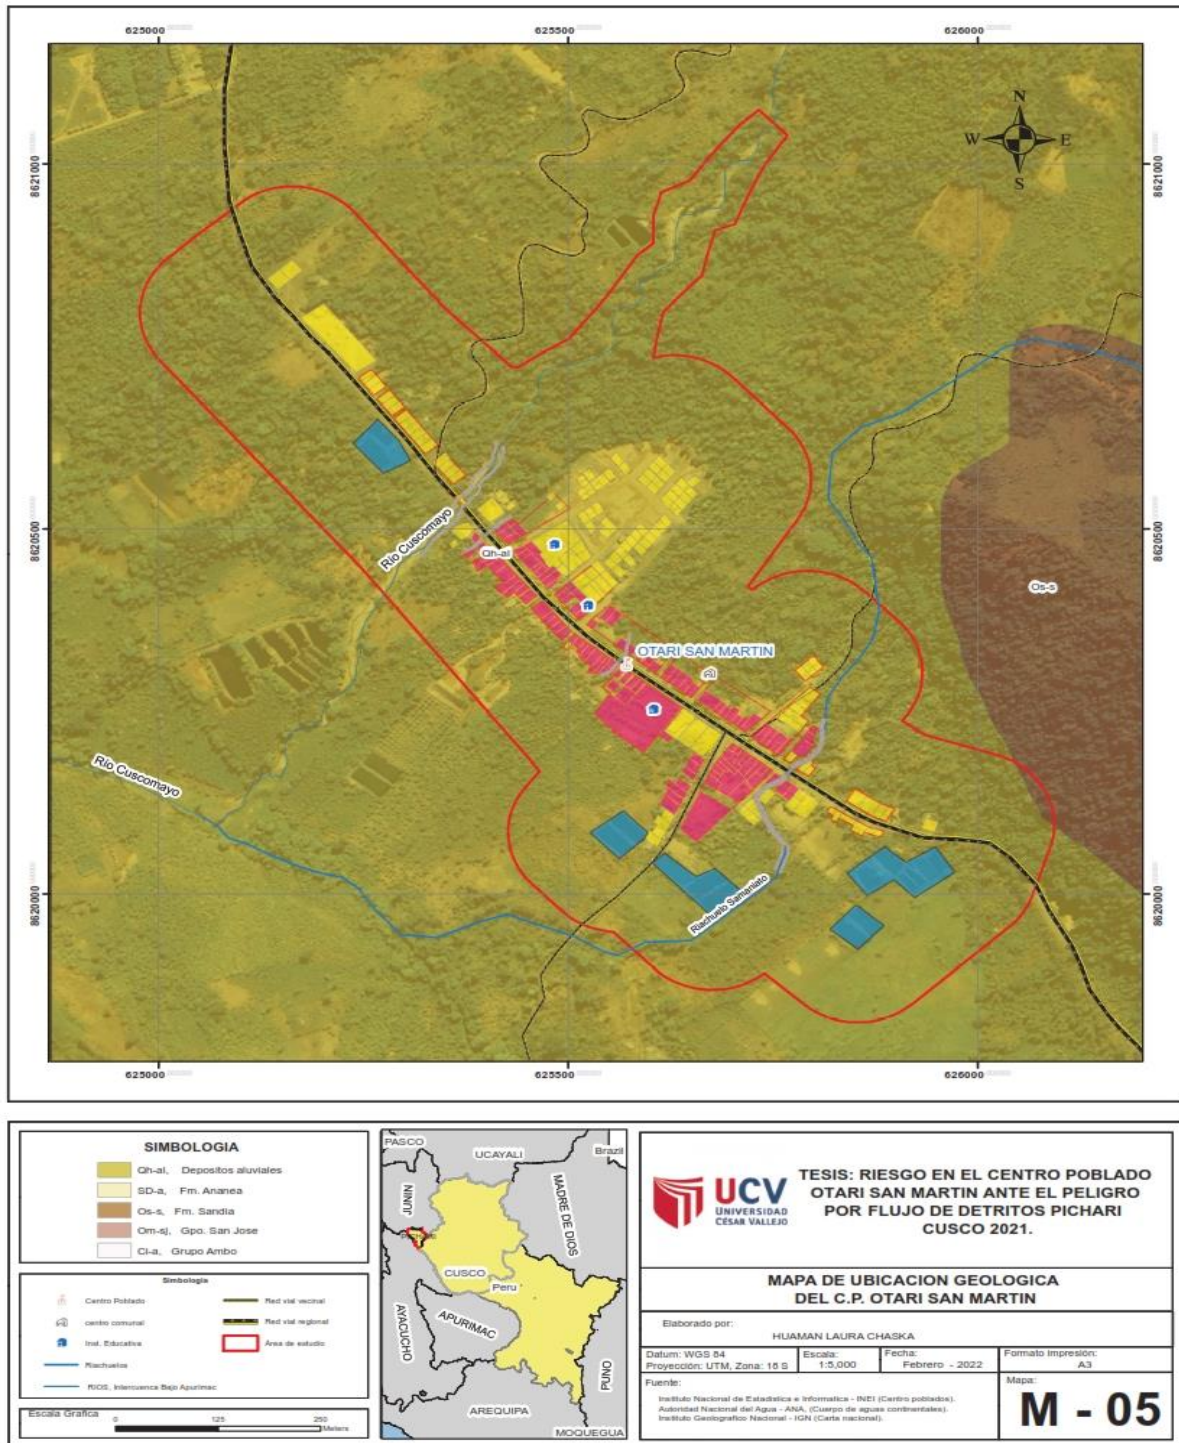 625000
625500
626000
8621000
8621000
N
W
E
S
8620500
8620500
Río Cuscomayo
Qh-al
Os-s
OTARI SAN MARTIN
Río Cuscomayo
8620000
8620000
Riachuelo Samaniato
625000
625500
626000
SIMBOLOGIA
Qh-al, Depositos aluviales
SD-a, Fm. Ananea
Os-s, Fm. Sandia
Om-sj, Gpo. San Jose
Ci-a, Grupo Ambo
Simbologia
Centro Poblado
Red vial vecinal
centro comunal
Red vial regional
Inst. Educativa
Área de estudio
Riachuelos
RIOS, Intercuenca Bajo Apurimac
Escala Grafica
0
125
250
Meters
PASCO
UCAYALI
Brazil
JUNIN
MADRE DE DIOS
CUSCO
Peru
AYACUCHO
APURIMAC
PUNO
AREQUIPA
MOQUEGUA
UCV
UNIVERSIDAD
CÉSAR VALLEJO
TESIS: RIESGO EN EL CENTRO POBLADO
OTARI SAN MARTIN ANTE EL PELIGRO
POR FLUJO DE DETRITOS PICHARI
CUSCO 2021.
MAPA DE UBICACION GEOLOGICA
DEL C.P. OTARI SAN MARTIN
Elaborado por:
HUAMAN LAURA CHASKA
Datum: WGS 84
Proyección: UTM, Zona: 18 S
Escala:
1:5,000
Fecha:
Febrero - 2022
Formato impresión:
A3
Fuente:
Instituto Nacional de Estadistica e Informatica - INEI (Centro poblados).
Autoridad Nacional del Agua - ANA, (Cuerpo de aguas continentales).
Instituto Geografico Nacional - IGN (Carta nacional).
Mapa:
M - 05